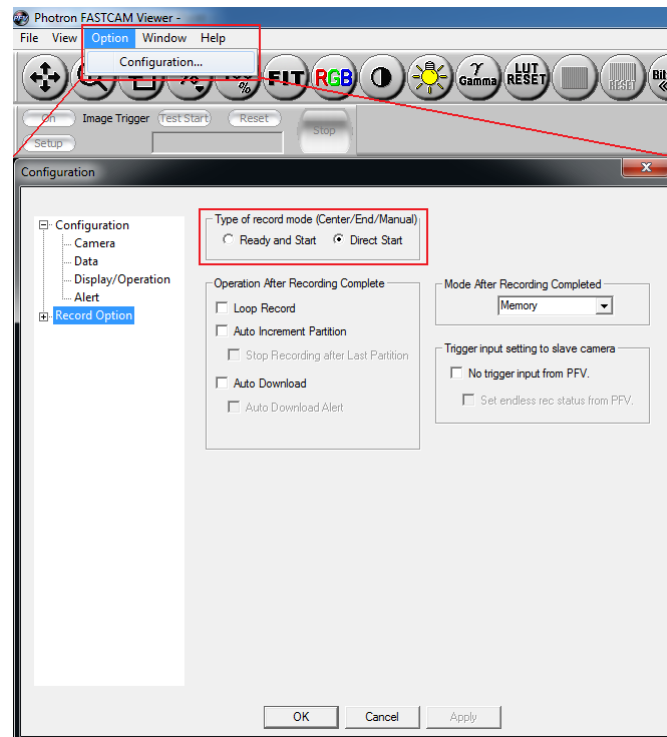 PFV Photron FASTCAM Viewer -
File View Option Window Help
Configuration...
% FIT RGB Gamma LUT RESET RESET Bit
On Image Trigger Test Start Reset Stop
Setup
Configuration
Configuration
Camera
Data
Display/Operation
Alert
Record Option
Type of record mode (Center/End/Manual)
Ready and Start Direct Start
Operation After Recording Complete
Loop Record
Auto Increment Partition
Stop Recording after Last Partition
Auto Download
Auto Download Alert
Mode After Recording Completed
Memory
Trigger input setting to slave camera
No trigger input from PFV.
Set endless rec status from PFV.
OK Cancel Apply